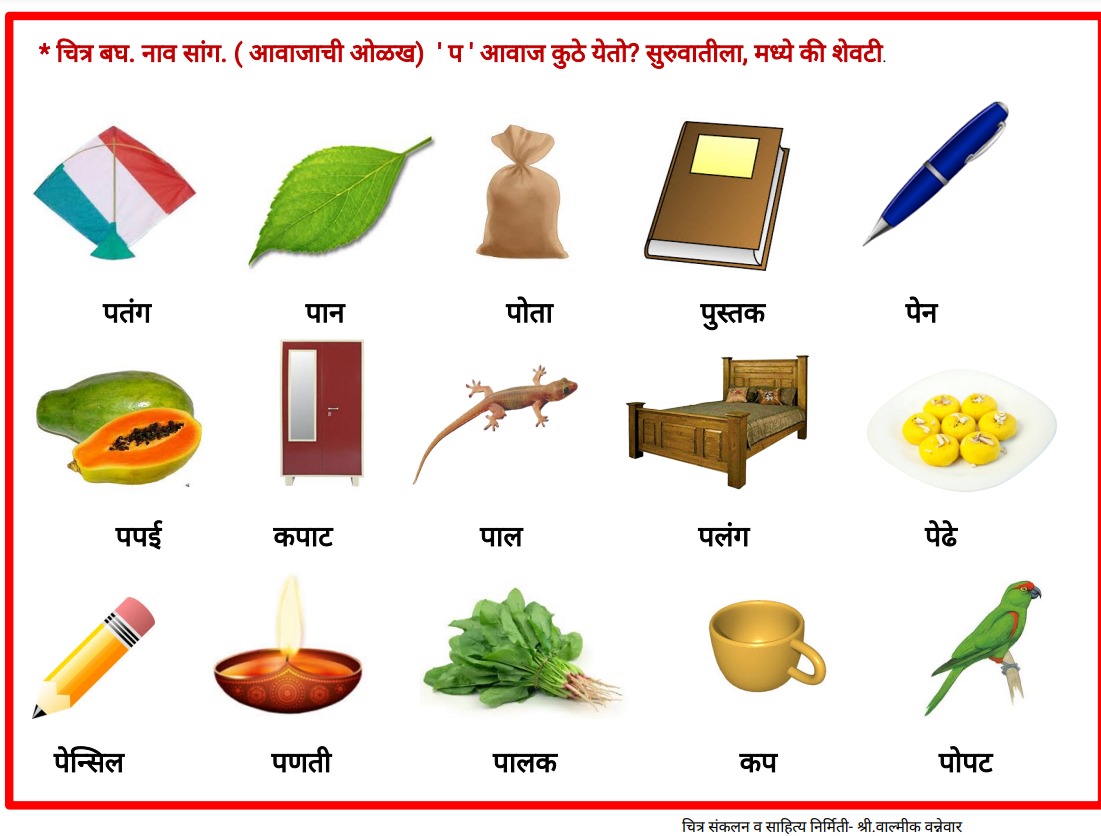 * चित्र बघ. नाव सांग. ( आवाजाची ओळख)  ' प ' आवाज कुठे येतो? सुरुवातीला, मध्ये की शेवटी.
पतंग पान पोता पुस्तक पेन
पपई कपाट पाल पलंग पेढे
पेन्सिल पणती पालक कप पोपट
चित्र संकलन व साहित्य निर्मिती- श्री.वाल्मीक वन्नेवार